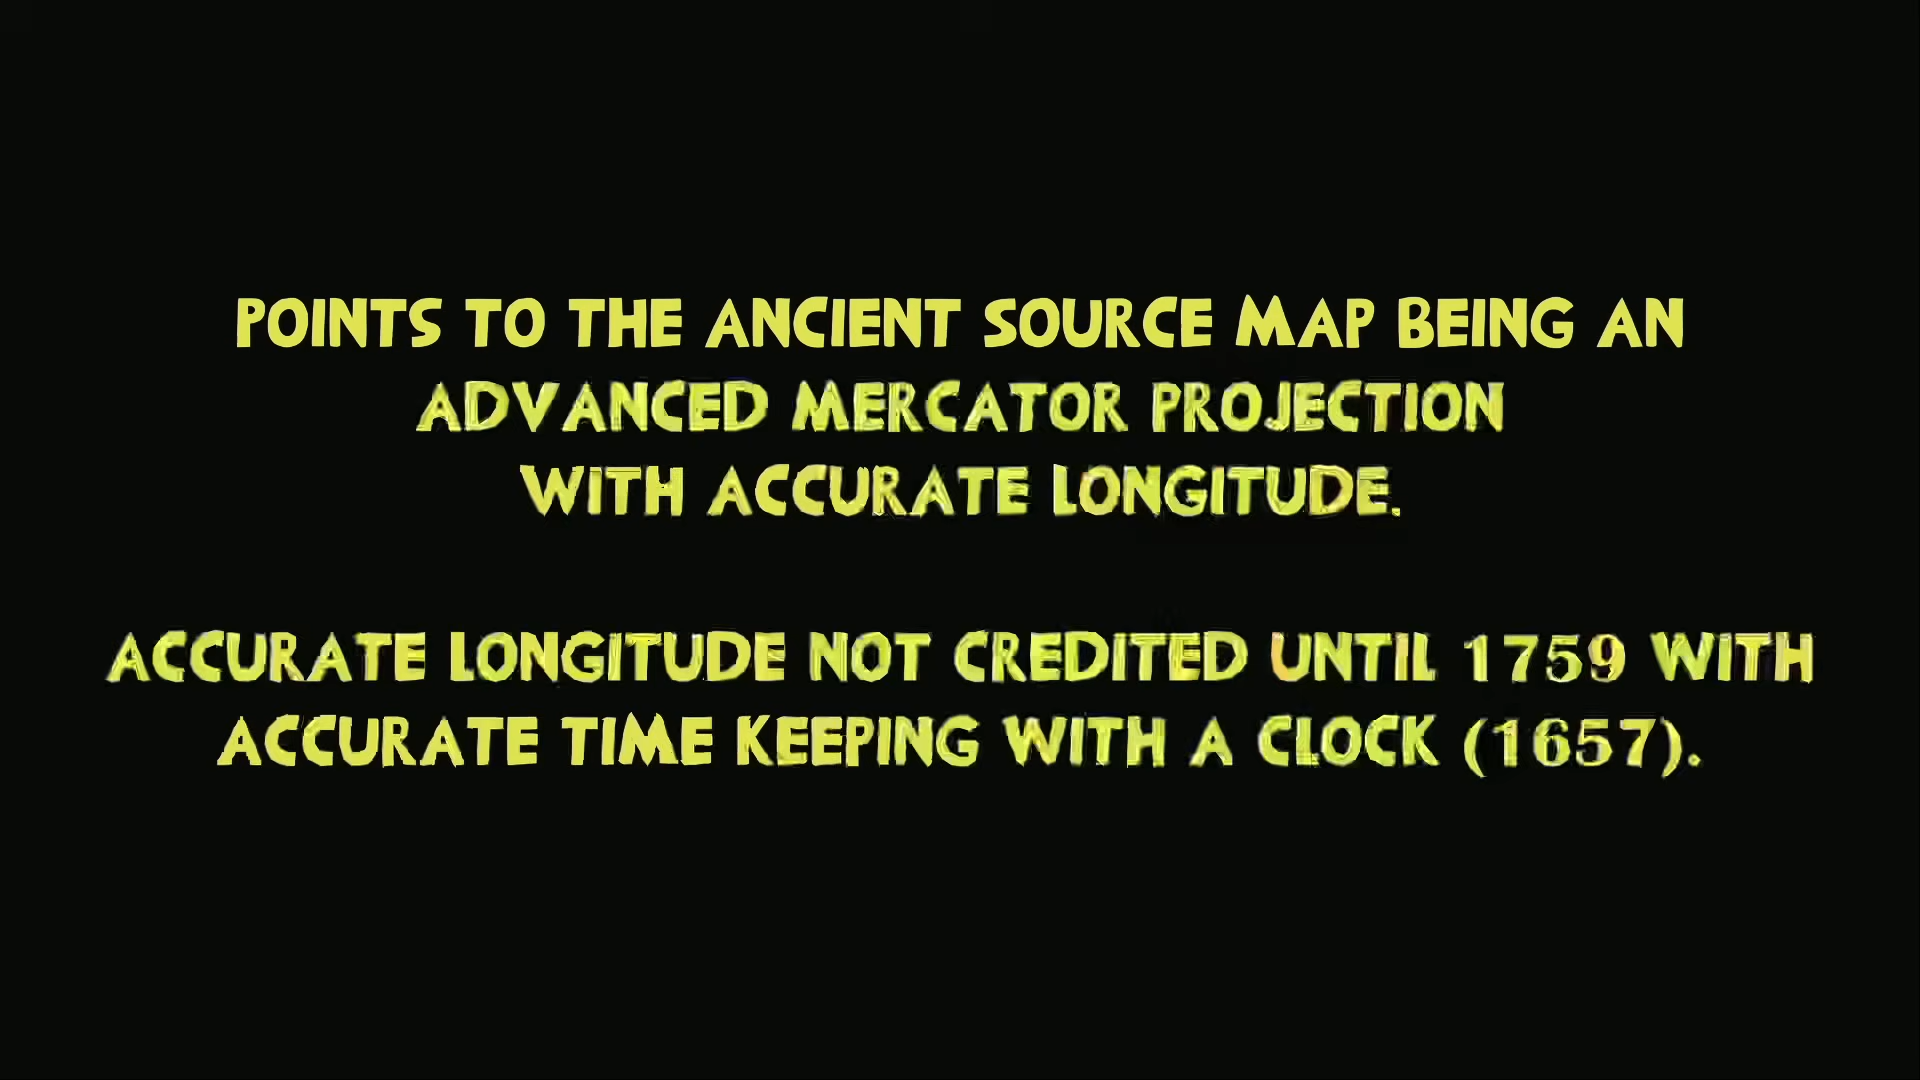 POINTS TO THE ANCIENT SOURCE MAP BEING AN
ADVANCED MERCATOR PROJECTION
WITH ACCURATE LONGITUDE.
ACCURATE LONGITUDE NOT CREDITED UNTIL 1759 WITH
ACCURATE TIME KEEPING WITH A CLOCK (1657).